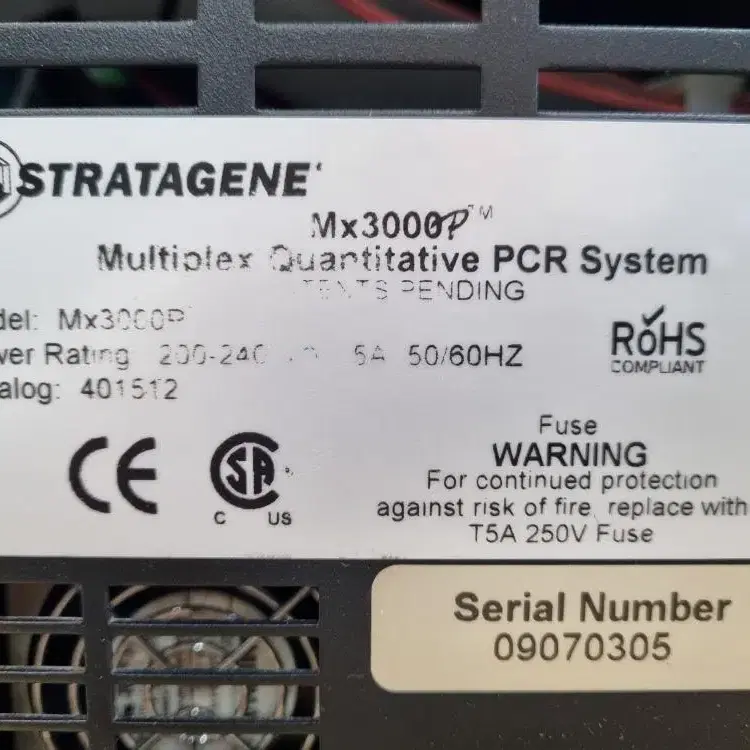 STRATAGENE
Mx3000P™
Multiplex Quantitative PCR System
PENDING
Mx3000P
50/60HZ
401512
RoHS
COMPLIANT
CE
SA
C US
Fuse
WARNING
For continued protection
against risk of fire, replace with
T5A 250V Fuse
Serial Number
09070305